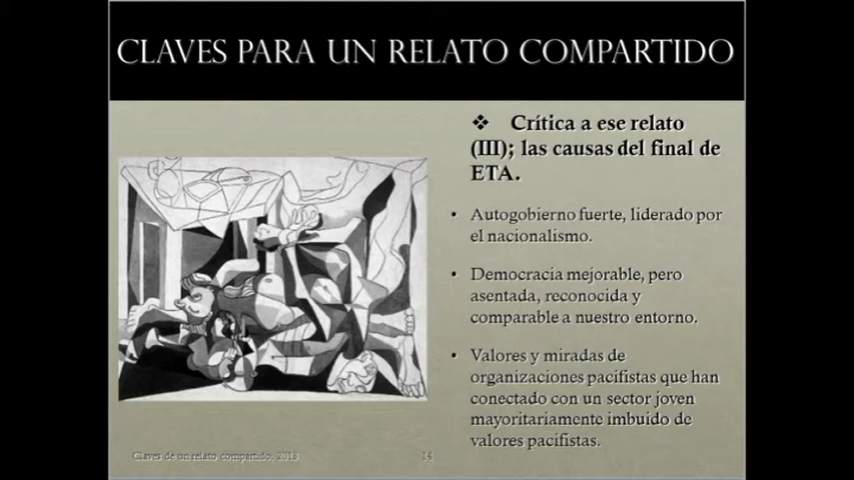 CLAVES PARA UN RELATO COMPARTIDO
❖ Crítica a ese relato
(III); las causas del final de
ETA.
• Autogobierno fuerte, liderado por
el nacionalismo.
• Democracia mejorable, pero
asentada, reconocida y
comparable a nuestro entorno.
• Valores y miradas de
organizaciones pacifistas que han
conectado con un sector joven
mayoritariamente imbuido de
valores pacifistas.
Claves de un relato compartido, 2013
14